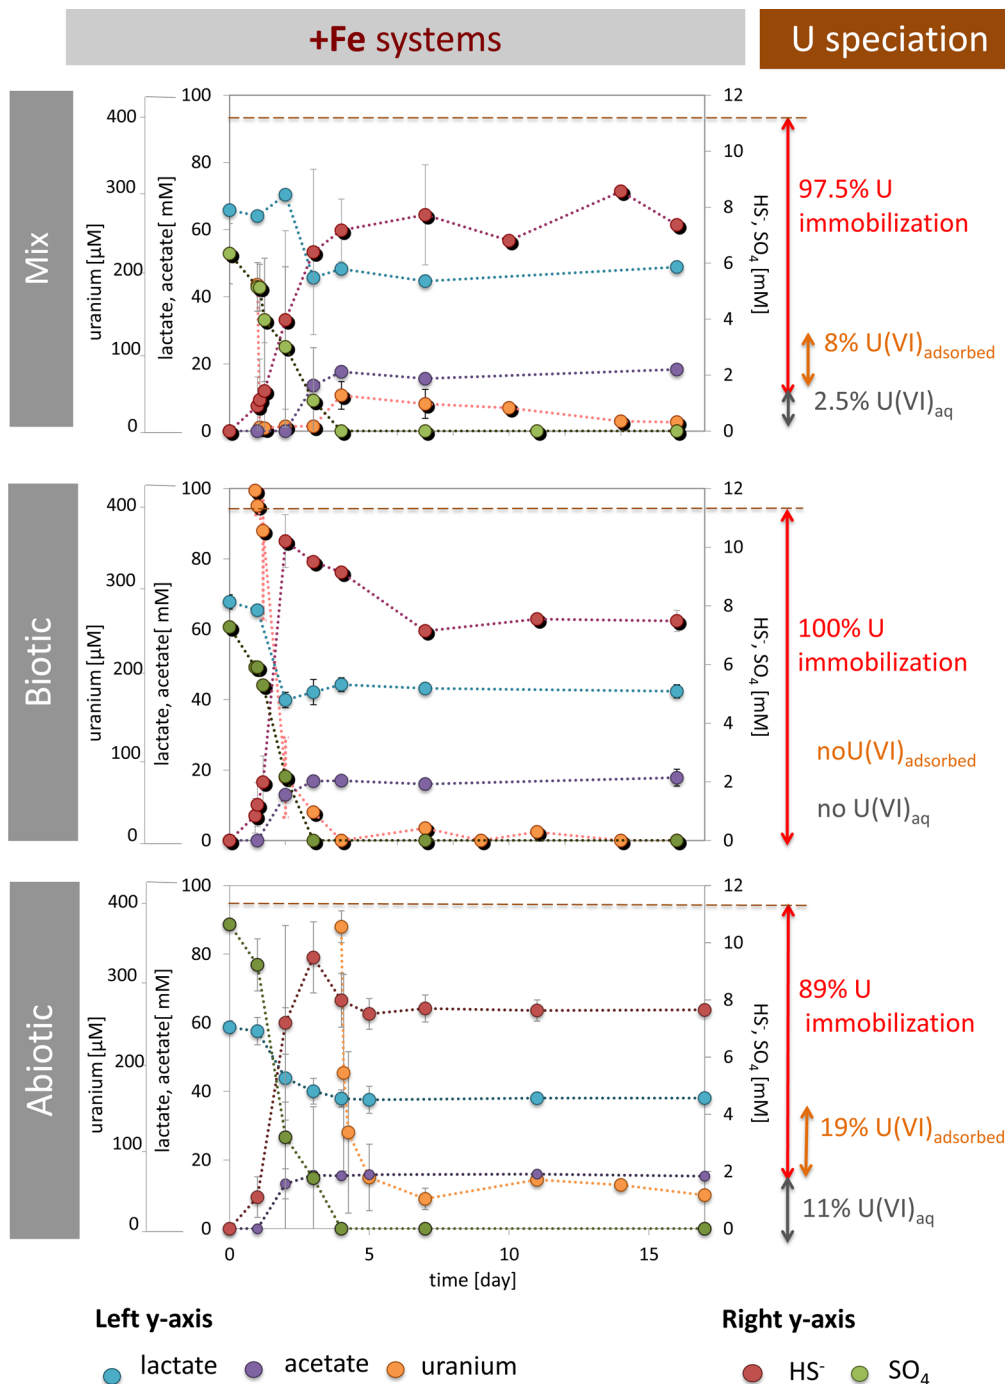 +Fe systems
U speciation
Mix
uranium [µM]
400
300
200
100
0
lactate, acetate[ mM]
100
80
60
40
20
0
12
10
8
6
4
2
0
HS-, SO4 [mM]
97.5% U
immobilization
8% U(VI)adsorbed
2.5% U(VI)aq
Biotic
uranium [µM]
400
300
200
100
0
lactate, acetate[ mM]
100
80
60
40
20
0
12
10
8
6
4
2
0
HS-, SO4 [mM]
100% U
immobilization
noU(VI)adsorbed
no U(VI)aq
Abiotic
uranium [µM]
400
300
200
100
0
lactate, acetate[ mM]
100
80
60
40
20
0
12
10
8
6
4
2
0
HS-, SO4 [mM]
89% U
immobilization
19% U(VI)adsorbed
11% U(VI)aq
0
5
10
15
time [day]
Left y-axis
Right y-axis
lactate
acetate
uranium
HS-
SO4